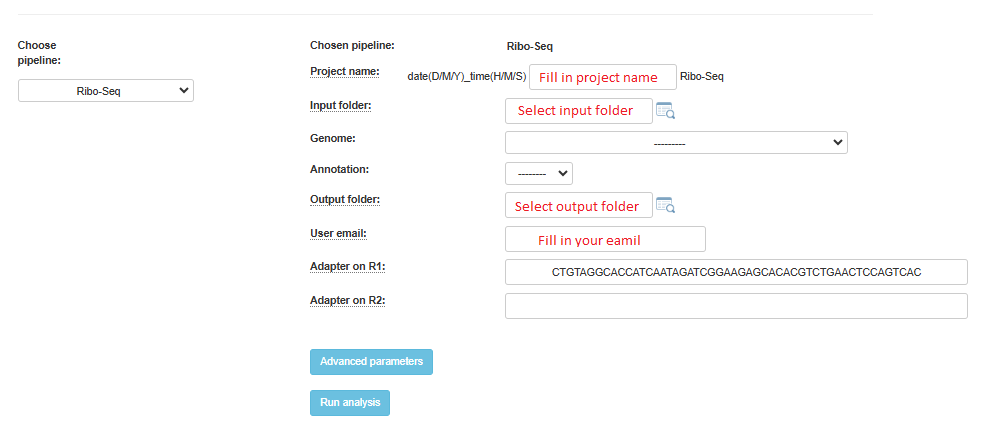 Choose
pipeline:
Ribo-Seq
Chosen pipeline: Ribo-Seq
Project name: date(D/M/Y)_time(H/M/S) Fill in project name Ribo-Seq
Input folder: Select input folder
Genome: ---------
Annotation: --------
Output folder: Select output folder
User email: Fill in your eamil
Adapter on R1: CTGTAGGCACCATCAATAGATCGGAAGAGCACACGTCTGAACTCCAGTCAC
Adapter on R2:
Advanced parameters
Run analysis